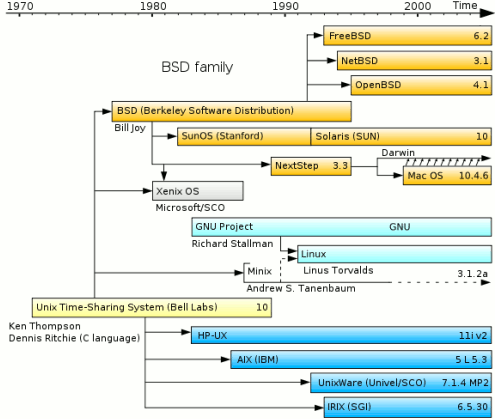 1970 1980 1990 2000 Time
FreeBSD 6.2
BSD family
NetBSD 3.1
OpenBSD 4.1
BSD (Berkeley Software Distribution)
Bill Joy
SunOS (Stanford) Solaris (SUN) 10
Darwin
NextStep 3.3
Mac OS 10.4.6
Xenix OS
Microsoft/SCO
GNU Project GNU
Richard Stallman
Linux
Minix Linus Torvalds 3.1.2a
Andrew S. Tanenbaum
Unix Time-Sharing System (Bell Labs) 10
Ken Thompson
Dennis Ritchie (C language)
HP-UX 11i v2
AIX (IBM) 5 L 5.3
UnixWare (Univel/SCO) 7.1.4 MP2
IRIX (SGI) 6.5.30